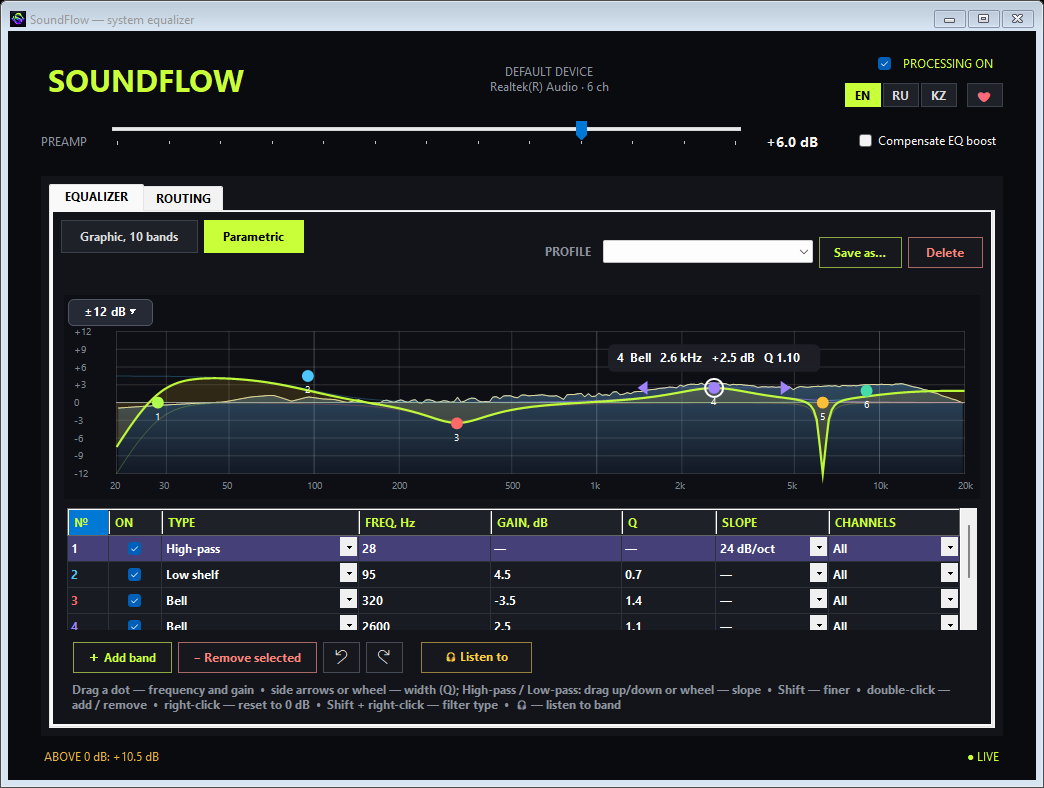 SoundFlow — system equalizer
SOUNDFLOW
DEFAULT DEVICE
Realtek(R) Audio · 6 ch
PROCESSING ON
EN RU KZ
PREAMP
+6.0 dB
Compensate EQ boost
EQUALIZER ROUTING
Graphic, 10 bands Parametric
PROFILE Save as... Delete
±12 dB
+12
+9
+6
+3
0
-3
-6
-9
-12
4 Bell 2.6 kHz +2.5 dB Q 1.10
1
2
3
4
5
6
20 30 50 100 200 500 1k 2k 5k 10k 20k
Nº ON TYPE FREQ, Hz GAIN, dB Q SLOPE CHANNELS
1 High-pass 28 — — 24 dB/oct All
2 Low shelf 95 4.5 0.7 — All
3 Bell 320 -3.5 1.4 — All
4 Bell 2600 2.5 1.1 — All
+ Add band – Remove selected Listen to
Drag a dot — frequency and gain • side arrows or wheel — width (Q); High-pass / Low-pass: drag up/down or wheel — slope • Shift — finer • double-click —
add / remove • right-click — reset to 0 dB • Shift + right-click — filter type • 🎧 — listen to band
ABOVE 0 dB: +10.5 dB
● LIVE